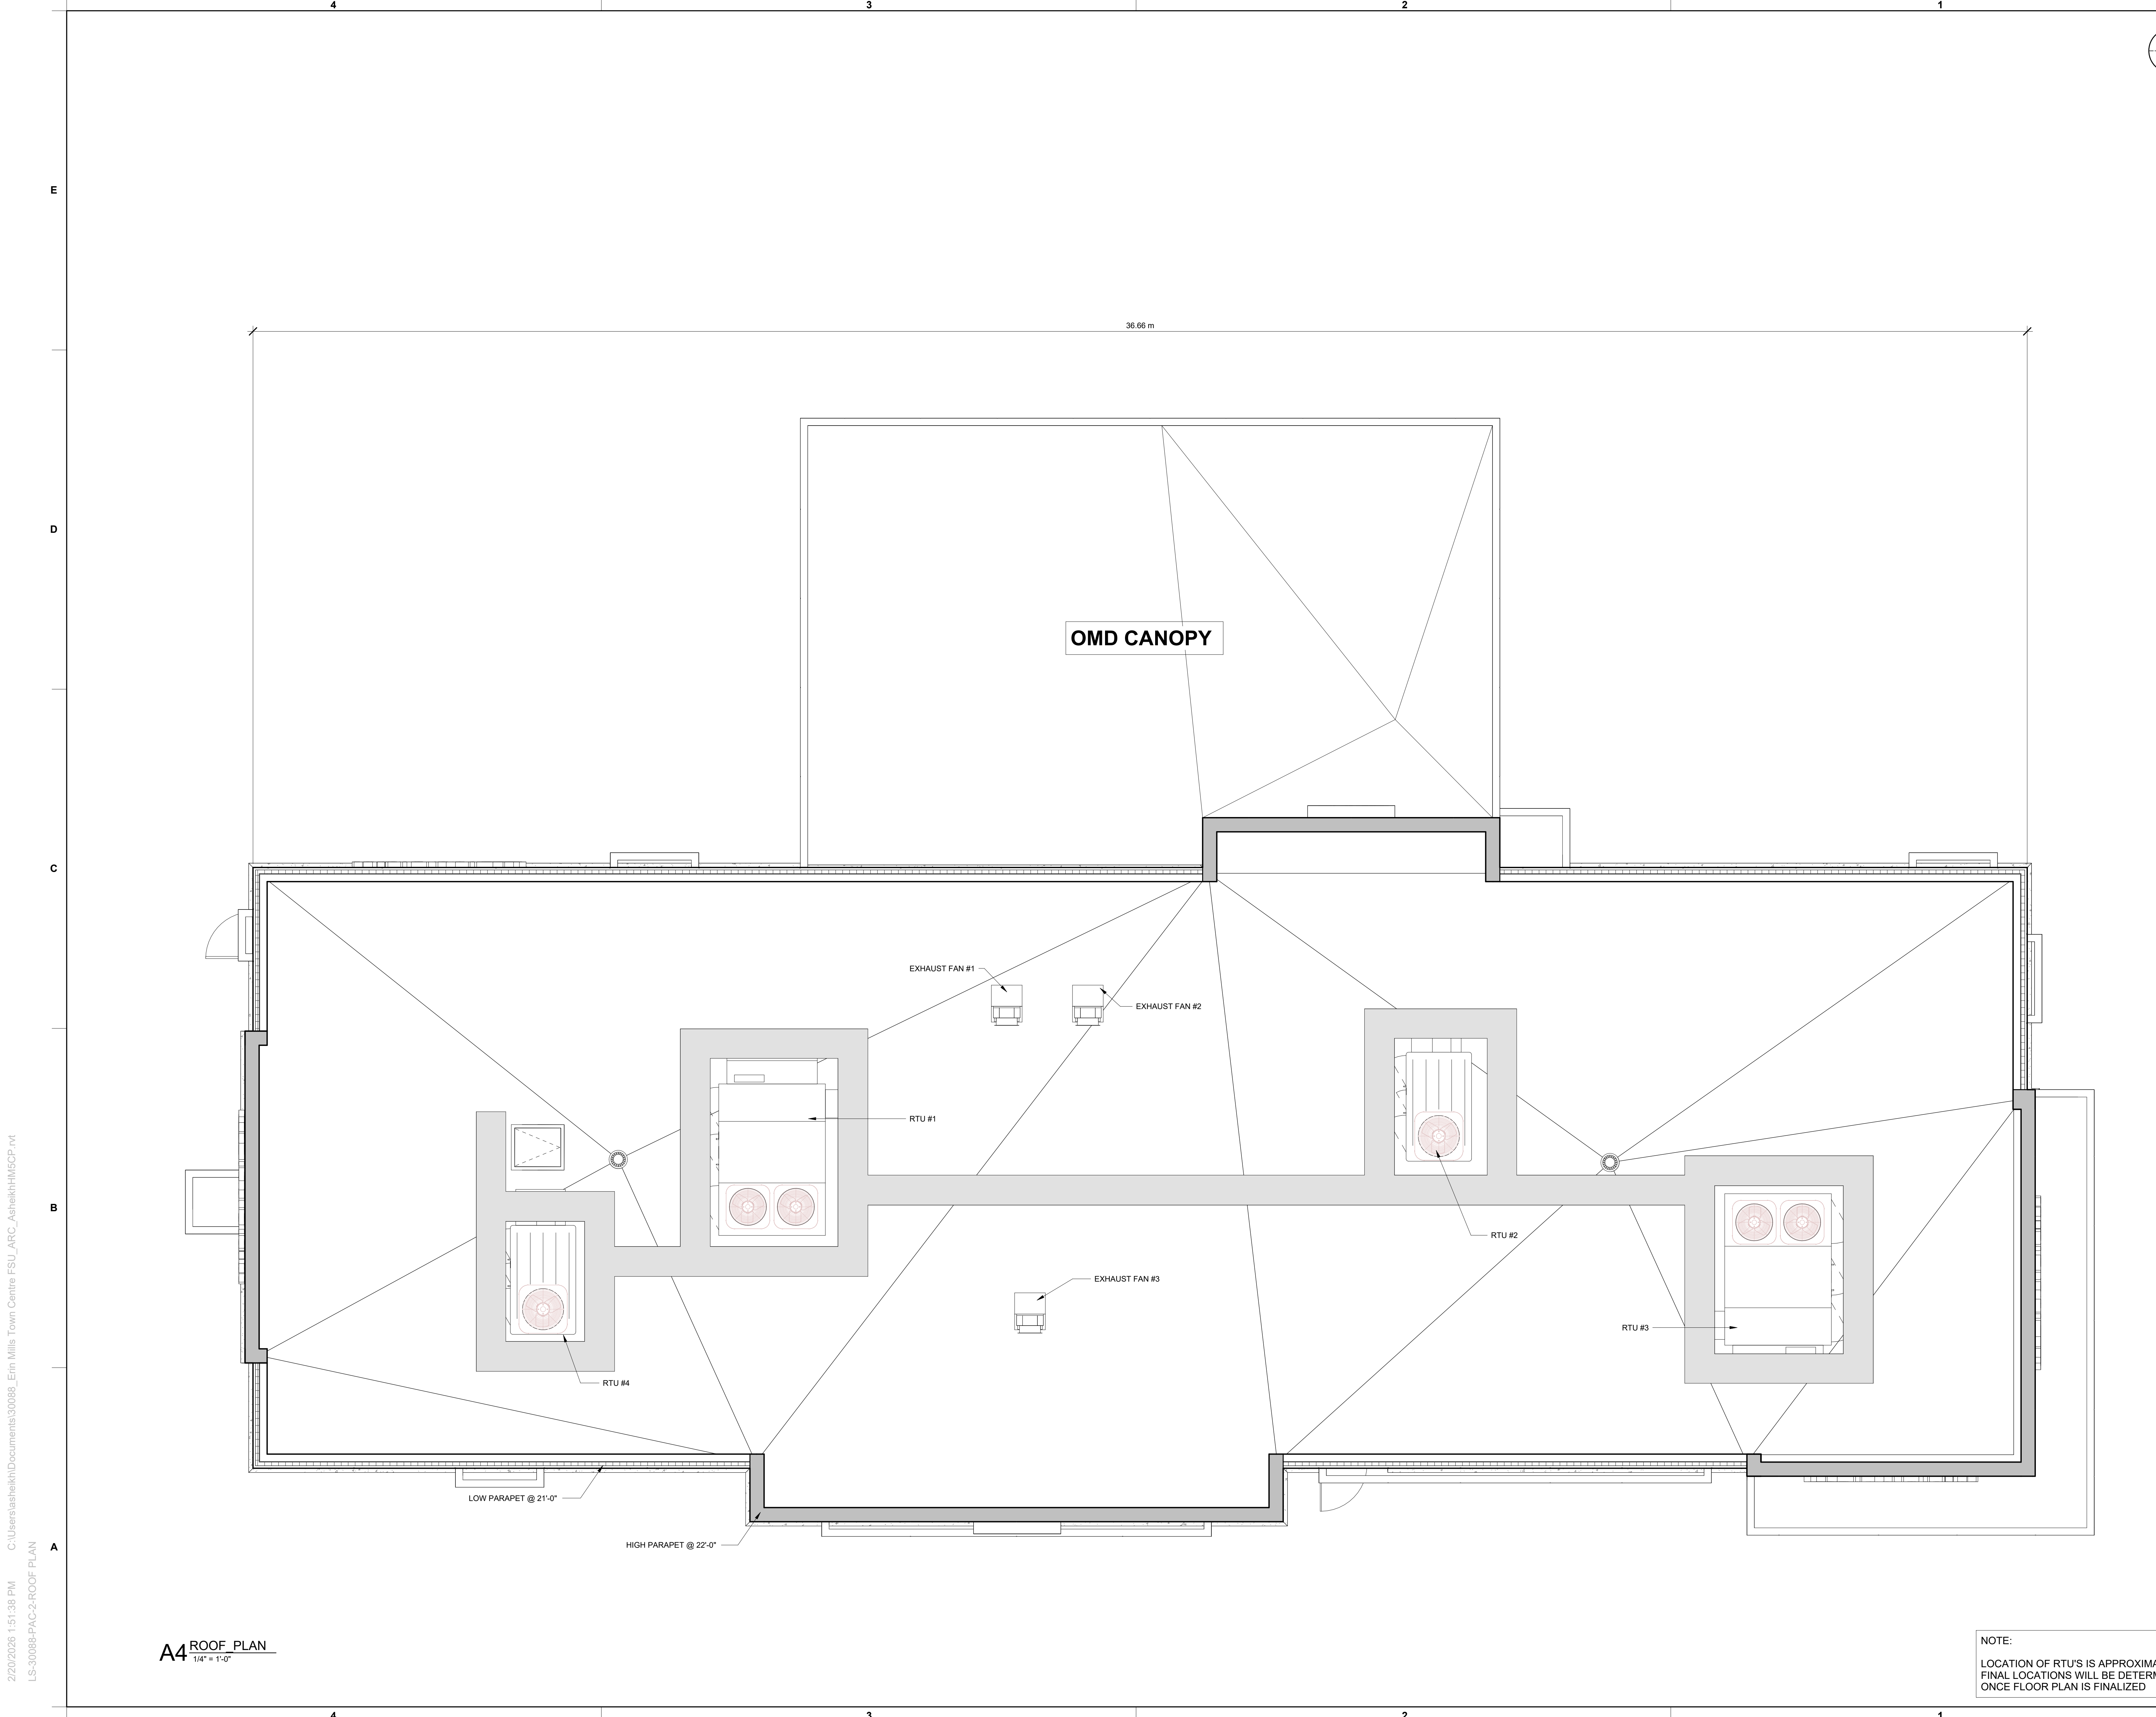 4 3 2 1
E
36.66 m
D
OMD CANOPY
C
EXHAUST FAN #1
EXHAUST FAN #2
RTU #1
B
RTU #2
EXHAUST FAN #3
RTU #3
RTU #4
LOW PARAPET @ 21'-0"
HIGH PARAPET @ 22'-0"
A
A4 ROOF_PLAN
1/4" = 1'-0"
NOTE:
LOCATION OF RTU'S IS APPROXIMA
FINAL LOCATIONS WILL BE DETERM
ONCE FLOOR PLAN IS FINALIZED
4 3 2 1
2/20/2026 1:51:38 PM C:\Users\asheikh\Documents\30088_Erin Mills Town Centre FSU_ARC_AsheikhHM5CP.rvt
LS-30088-PAC-2-ROOF PLAN